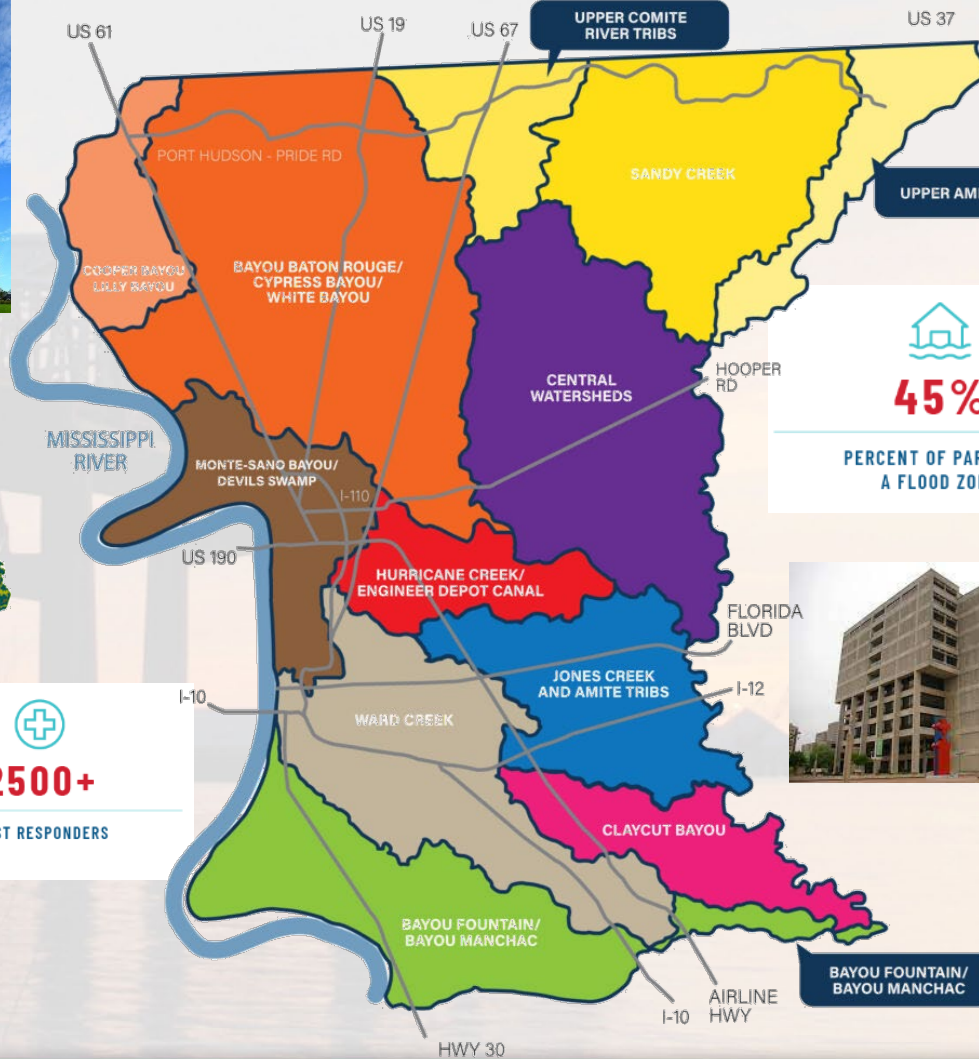 US 61
US 19
US 67
UPPER COMITE
RIVER TRIBS
US 37
PORT HUDSON - PRIDE RD
SANDY CREEK
UPPER
COOPER BAYOU
LILLY BAYOU
BAYOU BATON ROUGE/
CYPRESS BAYOU/
WHITE BAYOU
HOOPER
RD
CENTRAL
WATERSHEDS
45%
PERCENT OF
A FLOOD
MISSISSIPPI
RIVER
MONTE-SANO BAYOU/
DEVILS SWAMP
I-110
US 190
HURRICANE CREEK/
ENGINEER DEPOT CANAL
FLORIDA
BLVD
JONES CREEK
AND AMITE TRIBS
I-12
I-10
WARD CREEK
2500+
RESPONDERS
CLAYCUT BAYOU
BAYOU FOUNTAIN/
BAYOU MANCHAC
BAYOU FOUNTAIN/
BAYOU MANCHAC
I-10
AIRLINE
HWY
HWY 30